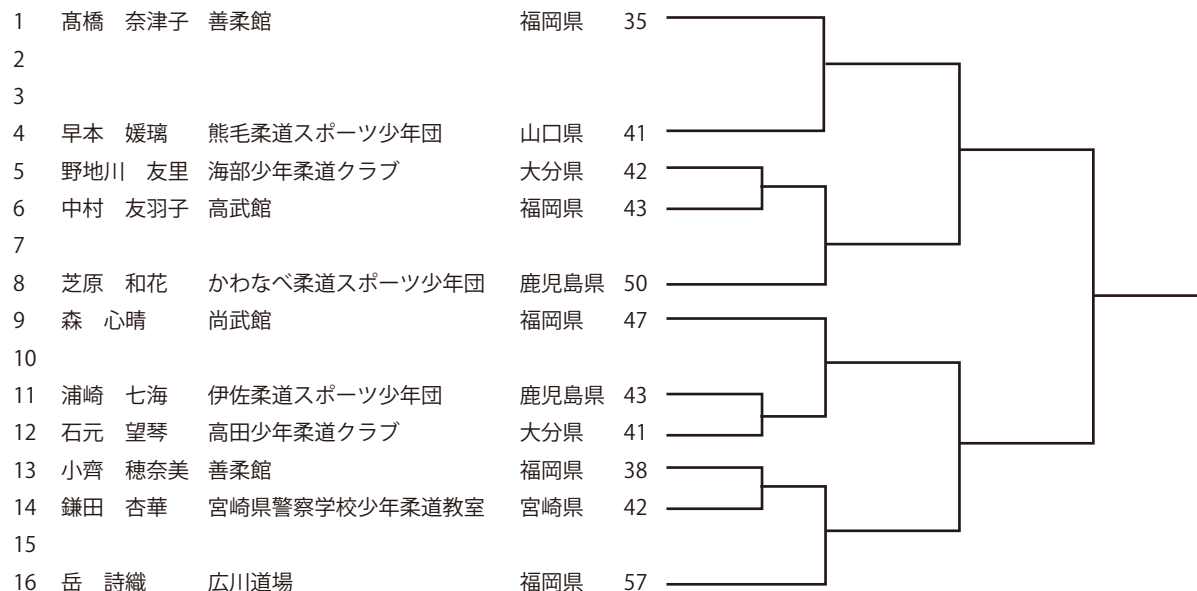 1 髙橋　奈津子 善柔館 福岡県 35
2
3
4 早本　媛璃 熊毛柔道スポーツ少年団 山口県 41
5 野地川　友里 海部少年柔道クラブ 大分県 42
6 中村　友羽子 高武館 福岡県 43
7
8 芝原　和花 かわなべ柔道スポーツ少年団 鹿児島県 50
9 森　心晴 尚武館 福岡県 47
10
11 浦崎　七海 伊佐柔道スポーツ少年団 鹿児島県 43
12 石元　望琴 高田少年柔道クラブ 大分県 41
13 小齊　穂奈美 善柔館 福岡県 38
14 鎌田　杏華 宮崎県警察学校少年柔道教室 宮崎県 42
15
16 岳　詩織 広川道場 福岡県 57